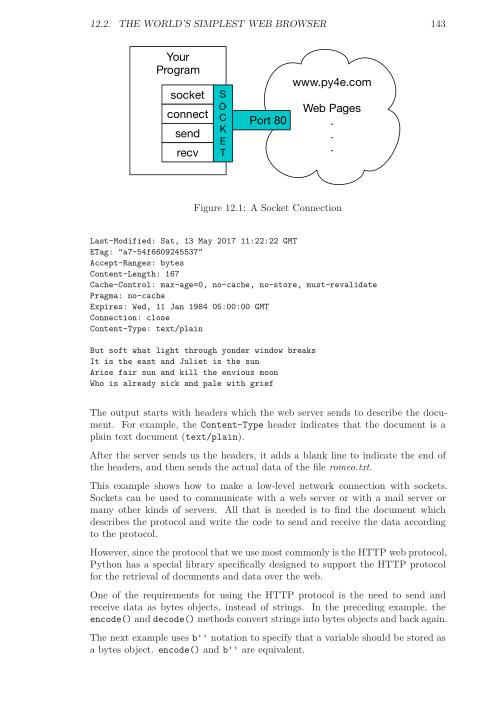 12.2. THE WORLD'S SIMPLEST WEB BROWSER 143
Your
Program
socket
connect
send
recv
SOCKET
Port 80
www.py4e.com
Web Pages
.
.
.
Figure 12.1: A Socket Connection
Last-Modified: Sat, 13 May 2017 11:22:22 GMT
ETag: "a7-54f6609245537"
Accept-Ranges: bytes
Content-Length: 167
Cache-Control: max-age=0, no-cache, no-store, must-revalidate
Pragma: no-cache
Expires: Wed, 11 Jan 1984 05:00:00 GMT
Connection: close
Content-Type: text/plain
But soft what light through yonder window breaks
It is the east and Juliet is the sun
Arise fair sun and kill the envious moon
Who is already sick and pale with grief
The output starts with headers which the web server sends to describe the docu-
ment. For example, the Content-Type header indicates that the document is a
plain text document (text/plain).
After the server sends us the headers, it adds a blank line to indicate the end of
the headers, and then sends the actual data of the file romeo.txt.
This example shows how to make a low-level network connection with sockets.
Sockets can be used to communicate with a web server or with a mail server or
many other kinds of servers. All that is needed is to find the document which
describes the protocol and write the code to send and receive the data according
to the protocol.
However, since the protocol that we use most commonly is the HTTP web protocol,
Python has a special library specifically designed to support the HTTP protocol
for the retrieval of documents and data over the web.
One of the requirements for using the HTTP protocol is the need to send and
receive data as bytes objects, instead of strings. In the preceding example, the
encode() and decode() methods convert strings into bytes objects and back again.
The next example uses b'' notation to specify that a variable should be stored as
a bytes object. encode() and b'' are equivalent.